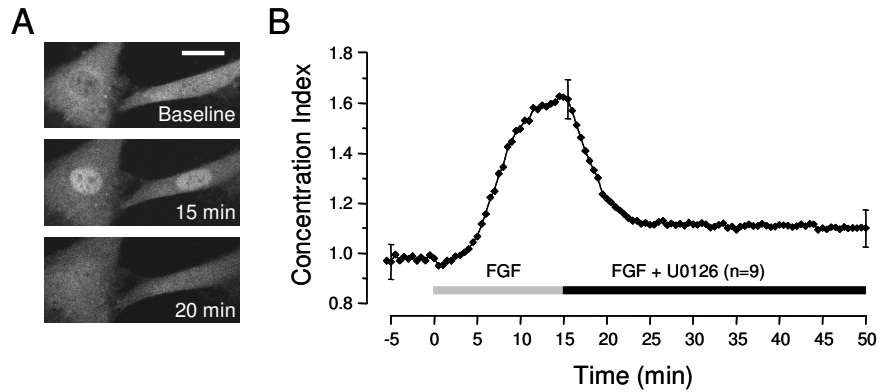 A
Baseline
15 min
20 min
B
Concentration Index
1.8
1.6
1.4
1.2
1.0
0.8
FGF
FGF + U0126 (n=9)
-5 0 5 10 15 20 25 30 35 40 45 50
Time (min)